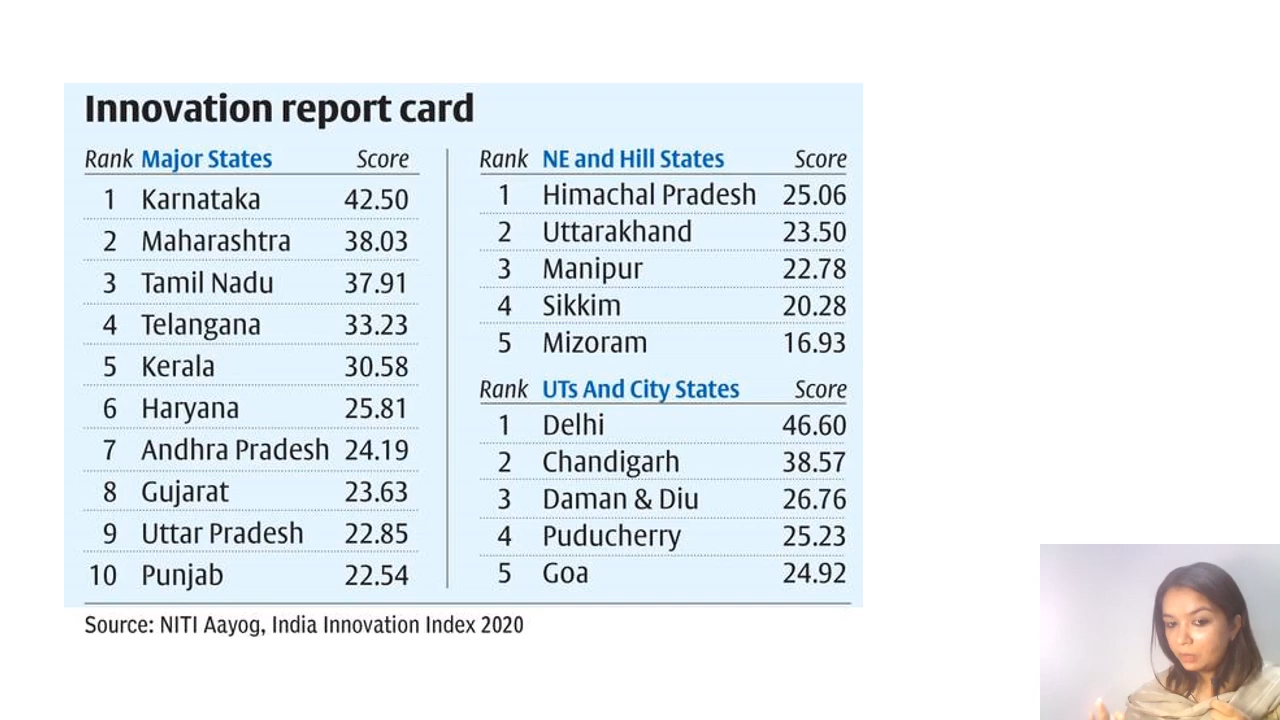 Innovation report card
Rank Major States Score
1 Karnataka 42.50
2 Maharashtra 38.03
3 Tamil Nadu 37.91
4 Telangana 33.23
5 Kerala 30.58
6 Haryana 25.81
7 Andhra Pradesh 24.19
8 Gujarat 23.63
9 Uttar Pradesh 22.85
10 Punjab 22.54
Rank NE and Hill States Score
1 Himachal Pradesh 25.06
2 Uttarakhand 23.50
3 Manipur 22.78
4 Sikkim 20.28
5 Mizoram 16.93
Rank UTs And City States Score
1 Delhi 46.60
2 Chandigarh 38.57
3 Daman & Diu 26.76
4 Puducherry 25.23
5 Goa 24.92
Source: NITI Aayog, India Innovation Index 2020